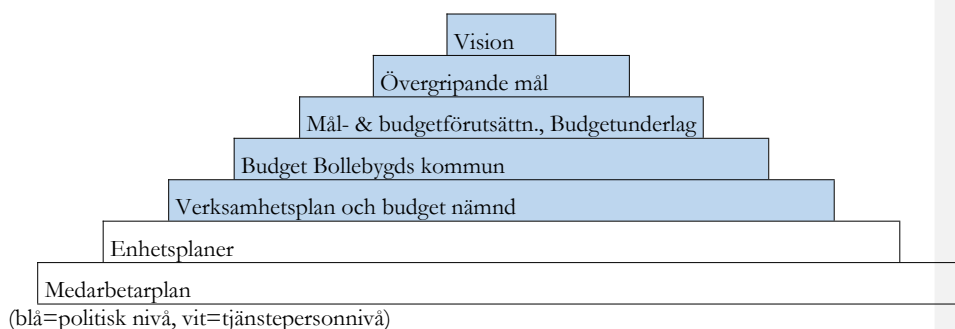 Vision
Övergripande mål
Mål- & budgetförutsättn., Budgetunderlag
Budget Bollebygds kommun
Verksamhetsplan och budget nämnd
Enhetsplaner
Medarbetarplan
(blå=politisk nivå, vit=tjänstepersonnivå)